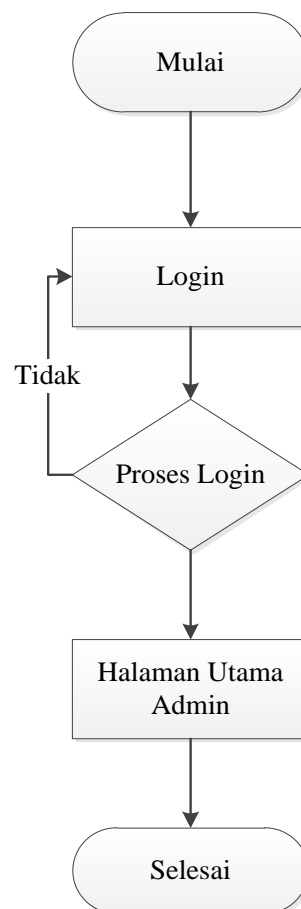 Mulai
Login
Tidak
Proses Login
Halaman Utama
Admin
Selesai